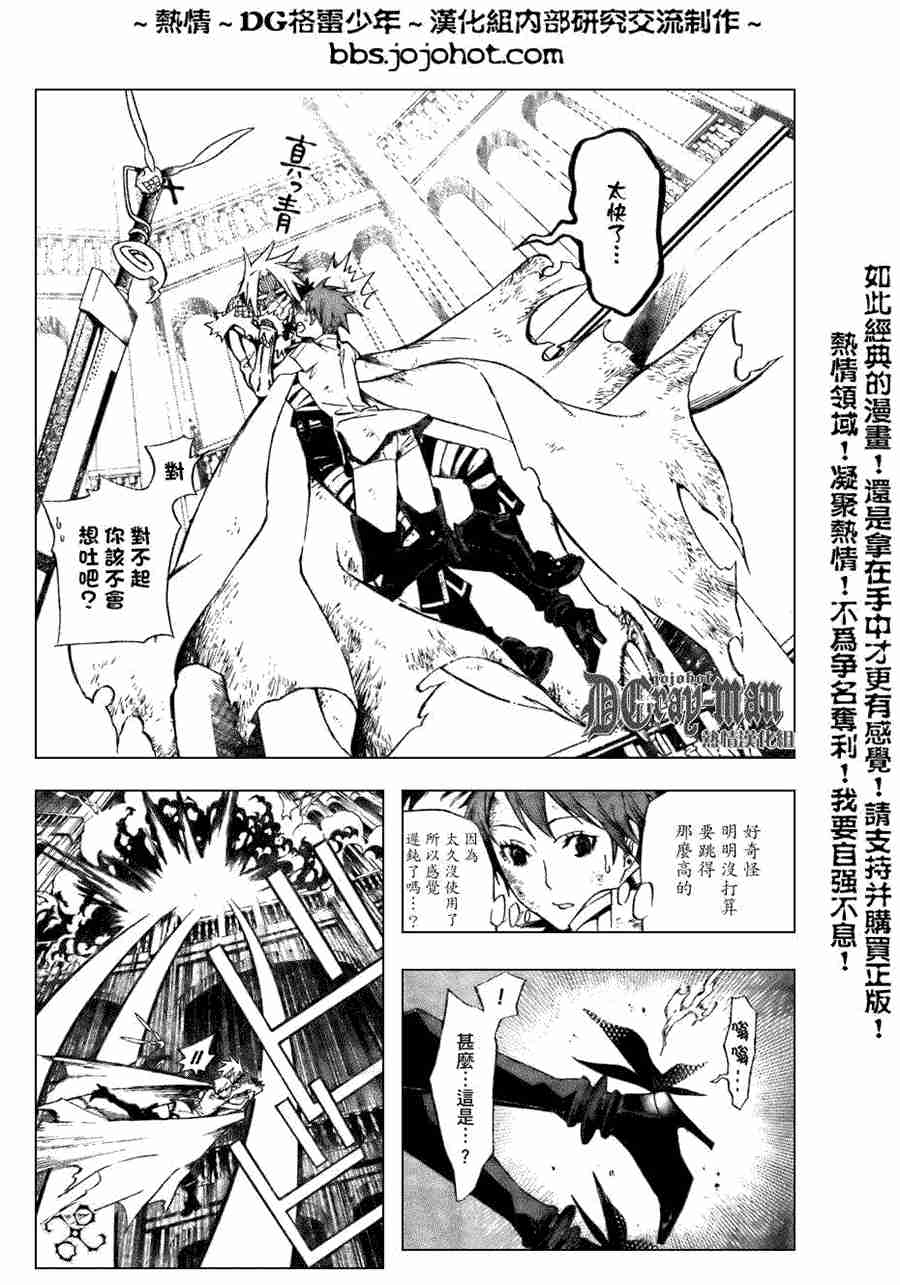 ~熱情~DG格雷少年~漢化組內部研究交流制作~
bbs.jojohot.com
太
快了…
真っ青
對不起
你該不會
想吐吧？
jojohot
D.Gray-man
熱情漢化組
好奇怪
明明沒打算
要跳得
那麼高的
因為
太久沒使用了
所以感覺
遲鈍了嗎…？
嗡
嗡…
！
甚麼…這是…？
!!
如此經典的漫畫！還是拿在手中才更有感覺！請支持并購買正版！
熱情領域！凝聚熱情！不爲爭名奪利！我要自强不息！